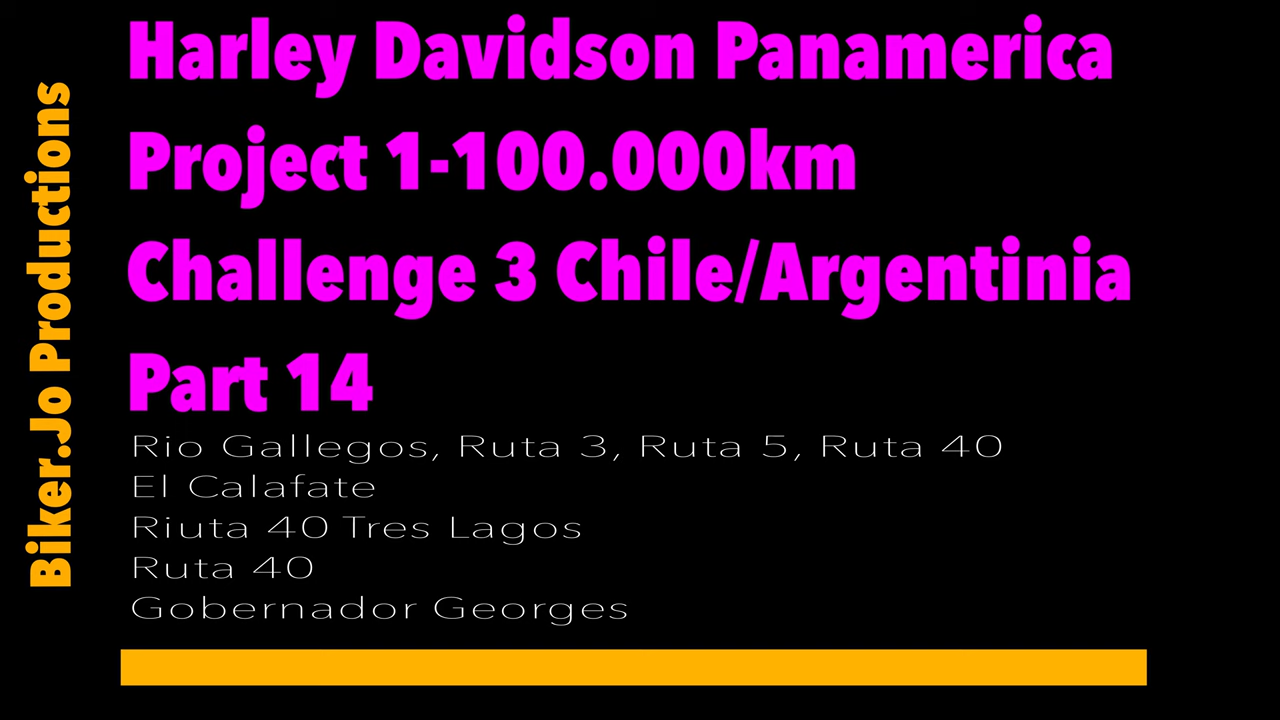 Harley Davidson Panamerica
Project 1-100.000km
Challenge 3 Chile/Argentinia
Part 14
Rio Gallegos, Ruta 3, Ruta 5, Ruta 40
El Calafate
Riuta 40 Tres Lagos
Ruta 40
Gobernador Georges
Biker.Jo Productions